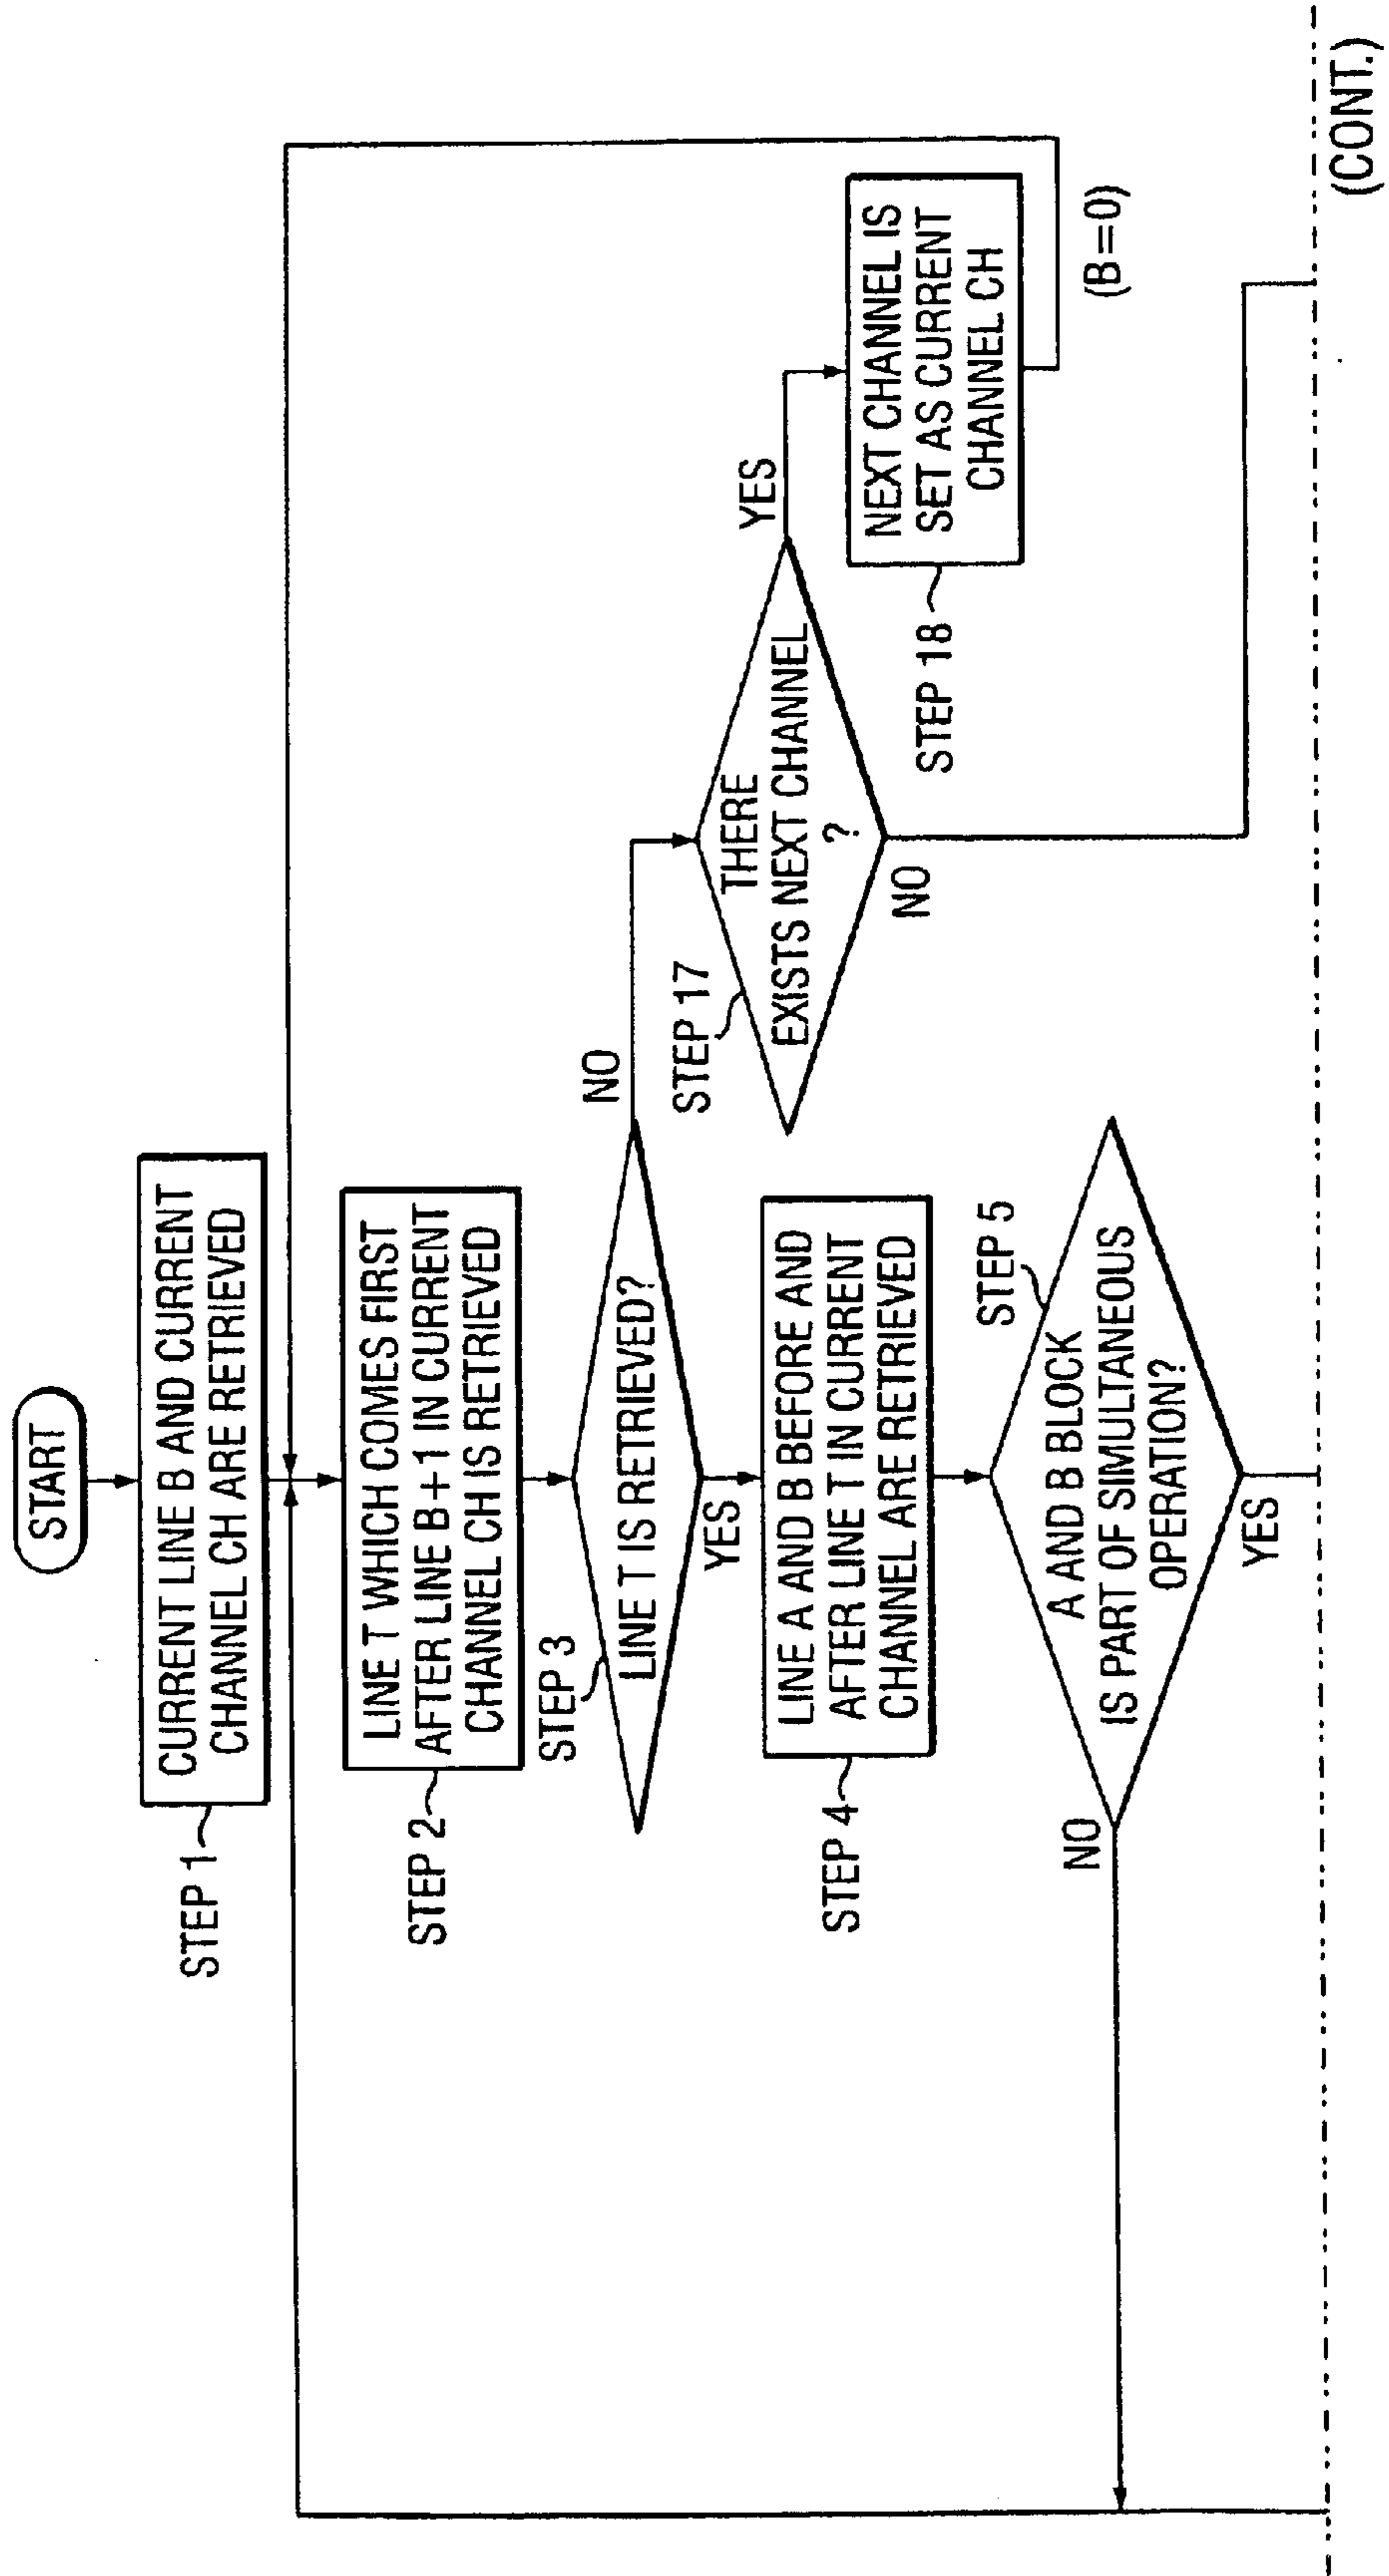 START
STEP 1
CURRENT LINE B AND CURRENT
CHANNEL CH ARE RETRIEVED
STEP 2
LINE T WHICH COMES FIRST
AFTER LINE B+1 IN CURRENT
CHANNEL CH IS RETRIEVED
STEP 3
LINE T IS RETRIEVED?
NO
YES
STEP 17
THERE
EXISTS NEXT CHANNEL
?
YES
NO
STEP 18
NEXT CHANNEL IS
SET AS CURRENT
CHANNEL CH
(B=0)
STEP 4
LINE A AND B BEFORE AND
AFTER LINE T IN CURRENT
CHANNEL ARE RETRIEVED
STEP 5
A AND B BLOCK
IS PART OF SIMULTANEOUS
OPERATION?
NO
YES
(CONT.)